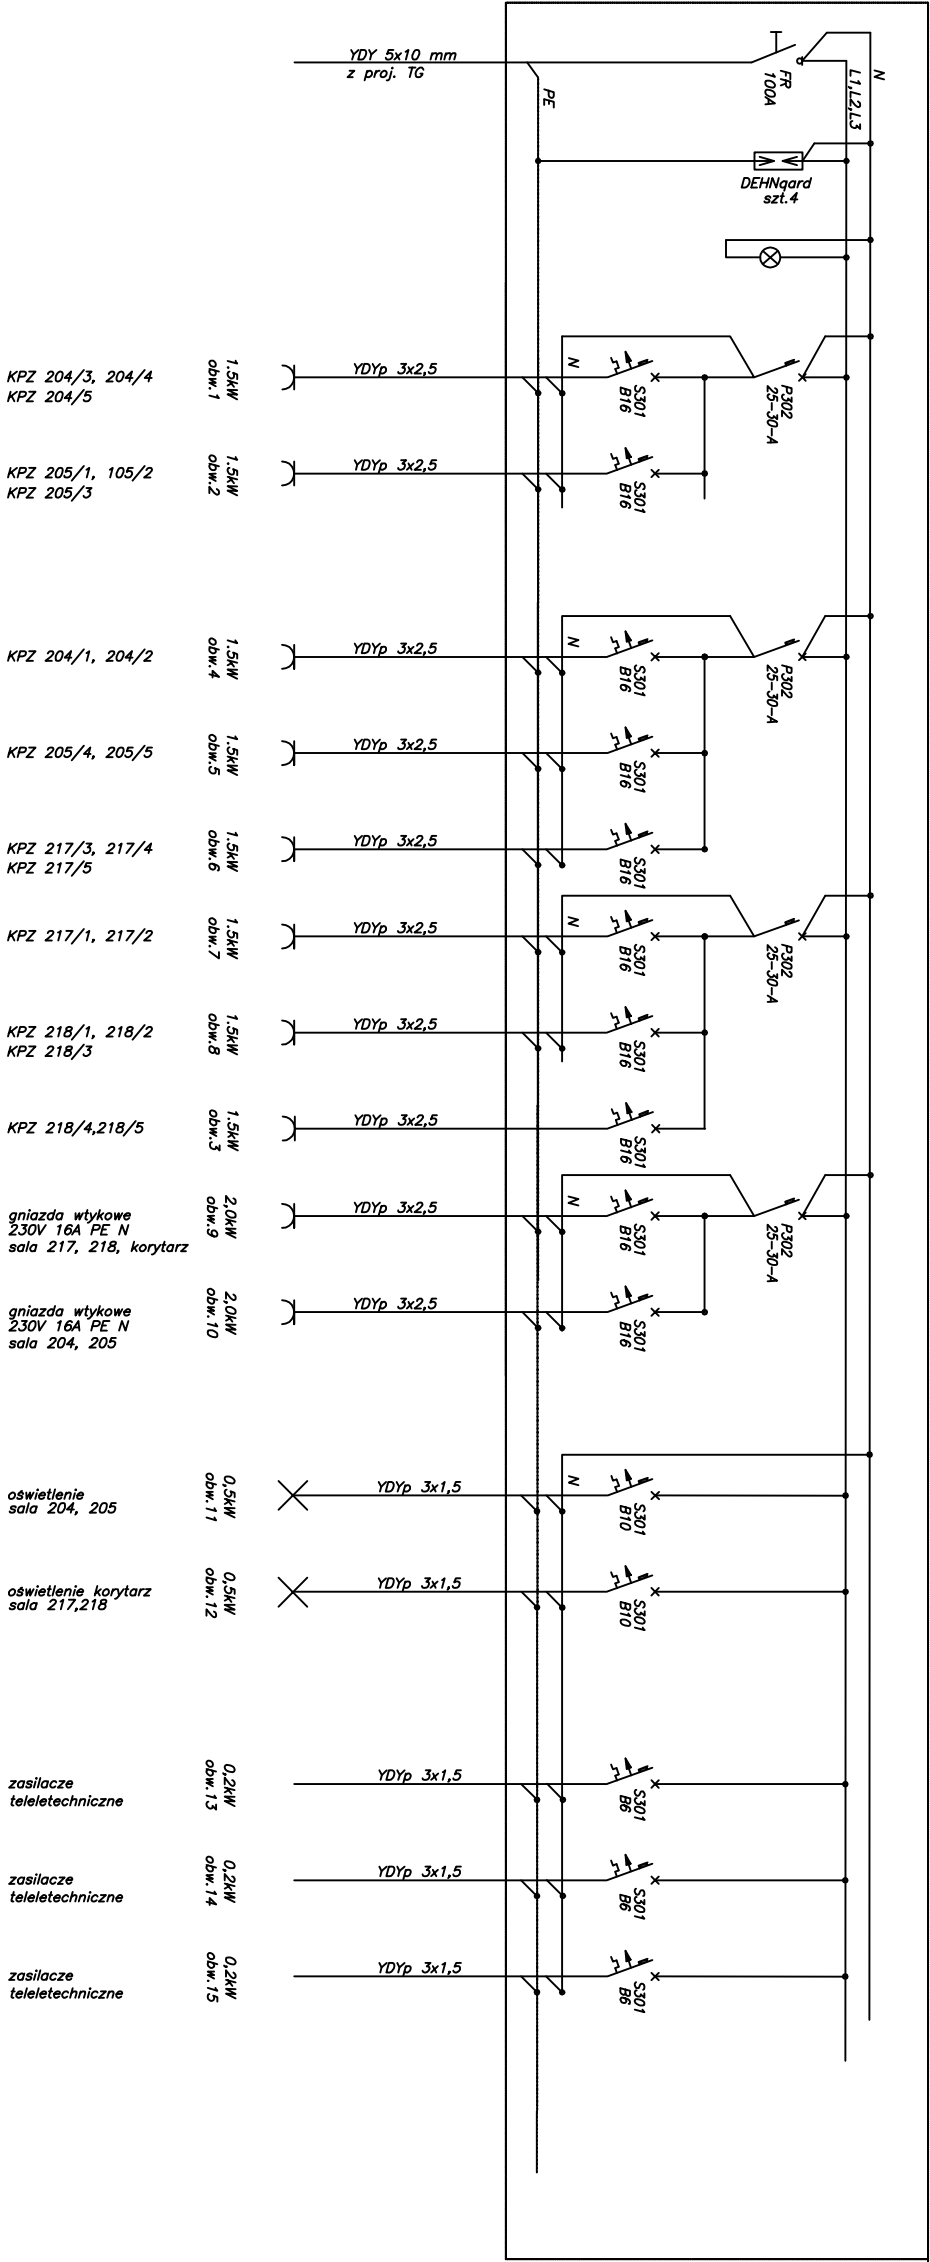 YDY 5x10 mm
z proj. TG
PE
FR
100A
L1,L2,L3
N
DEHNgard
szt.4
KPZ 204/3, 204/4
KPZ 204/5
1.5kW
obw.1
YDYp 3x2,5
N
S301
B16
P302
25-30-A
KPZ 205/1, 105/2
KPZ 205/3
1.5kW
obw.2
YDYp 3x2,5
S301
B16
KPZ 204/1, 204/2
1.5kW
obw.4
YDYp 3x2,5
N
S301
B16
P302
25-30-A
KPZ 205/4, 205/5
1.5kW
obw.5
YDYp 3x2,5
S301
B16
KPZ 217/3, 217/4
KPZ 217/5
1.5kW
obw.6
YDYp 3x2,5
S301
B16
KPZ 217/1, 217/2
1.5kW
obw.7
YDYp 3x2,5
N
S301
B16
P302
25-30-A
KPZ 218/1, 218/2
KPZ 218/3
1.5kW
obw.8
YDYp 3x2,5
S301
B16
KPZ 218/4,218/5
1.5kW
obw.3
YDYp 3x2,5
S301
B16
gniazda wtykowe
230V 16A PE N
sala 217, 218, korytarz
2,0kW
obw.9
YDYp 3x2,5
N
S301
B16
P302
25-30-A
gniazda wtykowe
230V 16A PE N
sala 204, 205
2,0kW
obw.10
YDYp 3x2,5
S301
B16
oświetlenie
sala 204, 205
0,5kW
obw.11
YDYp 3x1,5
N
S301
B10
oświetlenie korytarz
sala 217,218
0,5kW
obw.12
YDYp 3x1,5
S301
B10
zasilacze
teleletechniczne
0,2kW
obw.13
YDYp 3x1,5
S301
B6
zasilacze
teleletechniczne
0,2kW
obw.14
YDYp 3x1,5
S301
B6
zasilacze
teleletechniczne
0,2kW
obw.15
YDYp 3x1,5
S301
B6